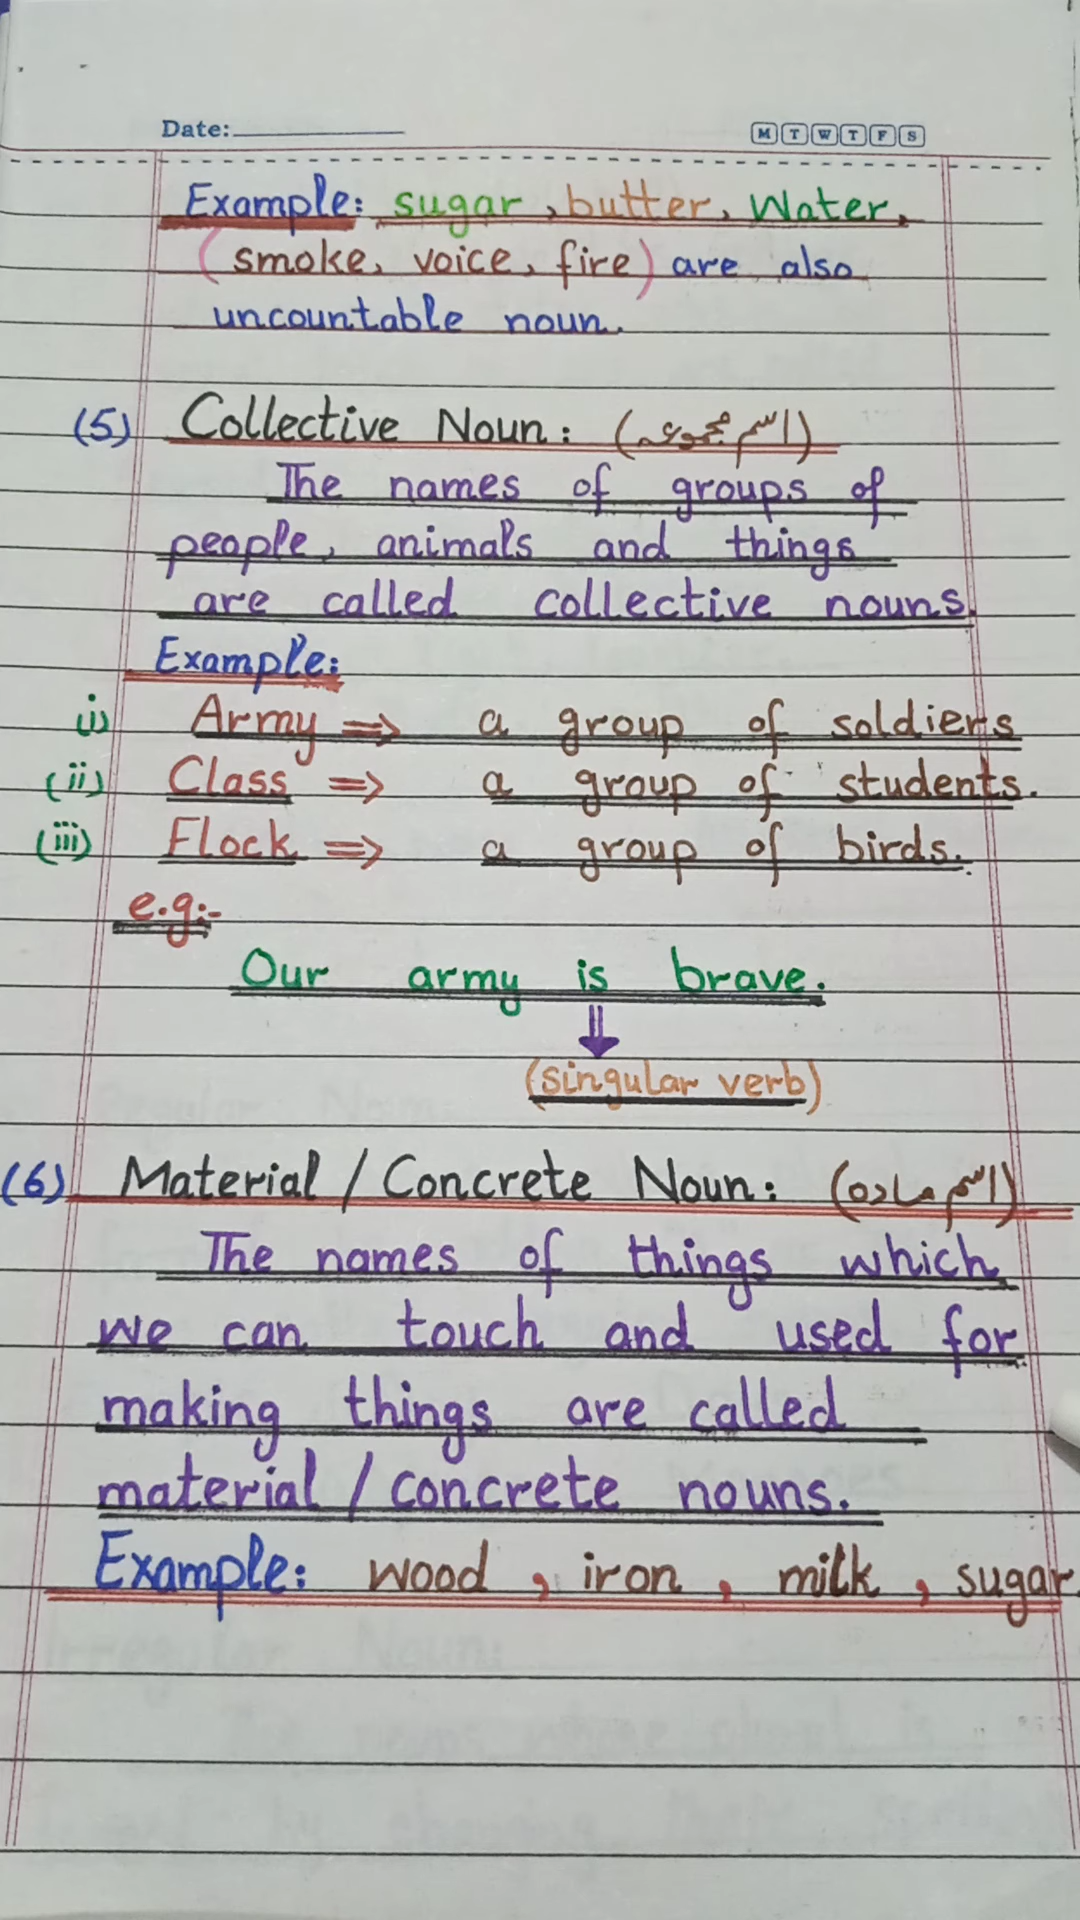 Date:
M T W T F S
Example: sugar, butter, Water,
(smoke, voice, fire) are also
uncountable noun.
(5) Collective Noun: (اسم مجموعہ)
The names of groups of
people, animals and things
are called collective nouns.
Example:
i) Army ⇒ a group of soldiers
(ii) Class ⇒ a group of students.
(iii) Flock ⇒ a group of birds.
e.g:-
Our army is brave.
⇓
(singular verb)
(6) Material / Concrete Noun: (اسم مادہ)
The names of things which
we can touch and used for
making things are called
material / concrete nouns.
Example: wood, iron, milk, sugar.